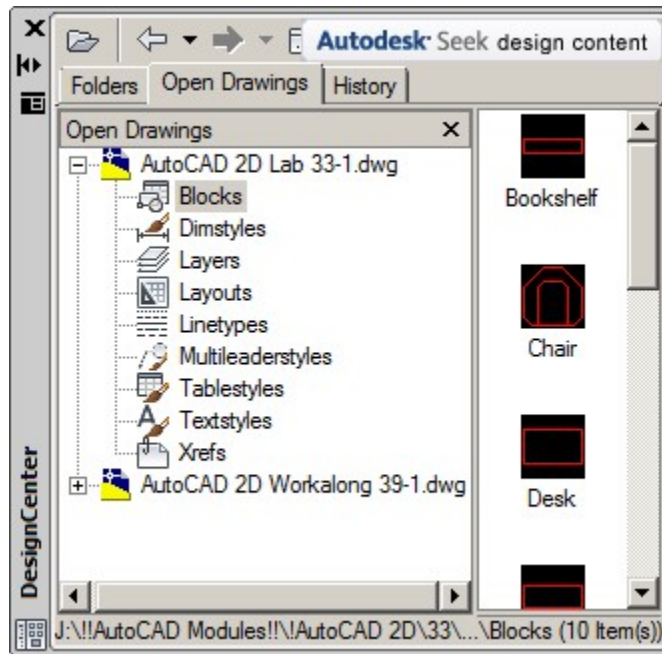 Autodesk Seek design content
Folders
Open Drawings
History
Open Drawings
AutoCAD 2D Lab 33-1.dwg
Blocks
Dimstyles
Layers
Layouts
Linetypes
Multileaderstyles
Tablestyles
Textstyles
Xrefs
AutoCAD 2D Workalong 39-1.dwg
Bookshelf
Chair
Desk
DesignCenter
J:\!!AutoCAD Modules!!\!AutoCAD 2D\33\...\Blocks (10 Item(s))